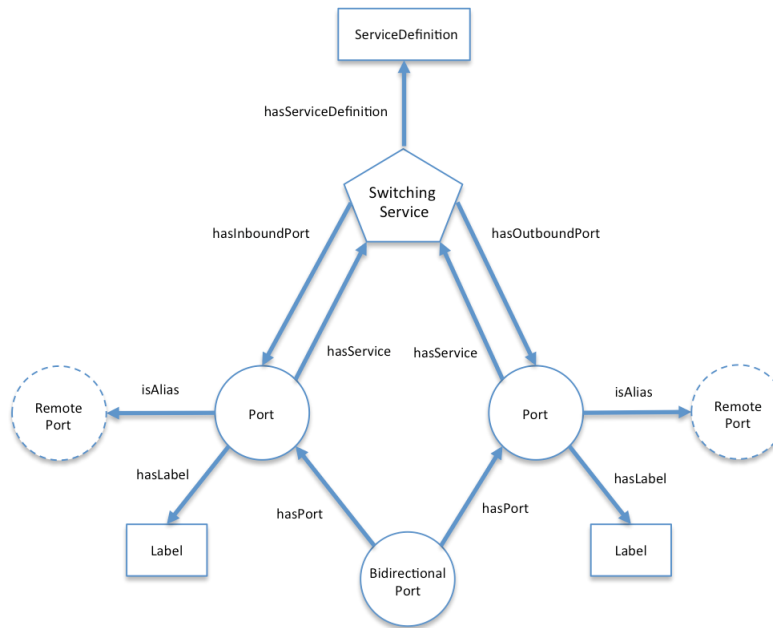 ServiceDefinition
hasServiceDefinition
Switching
Service
hasInboundPort
hasOutboundPort
hasService
hasService
isAlias
isAlias
Remote
Port
Port
Port
Remote
Port
hasLabel
hasLabel
hasPort
hasPort
Label
Label
Bidirectional
Port